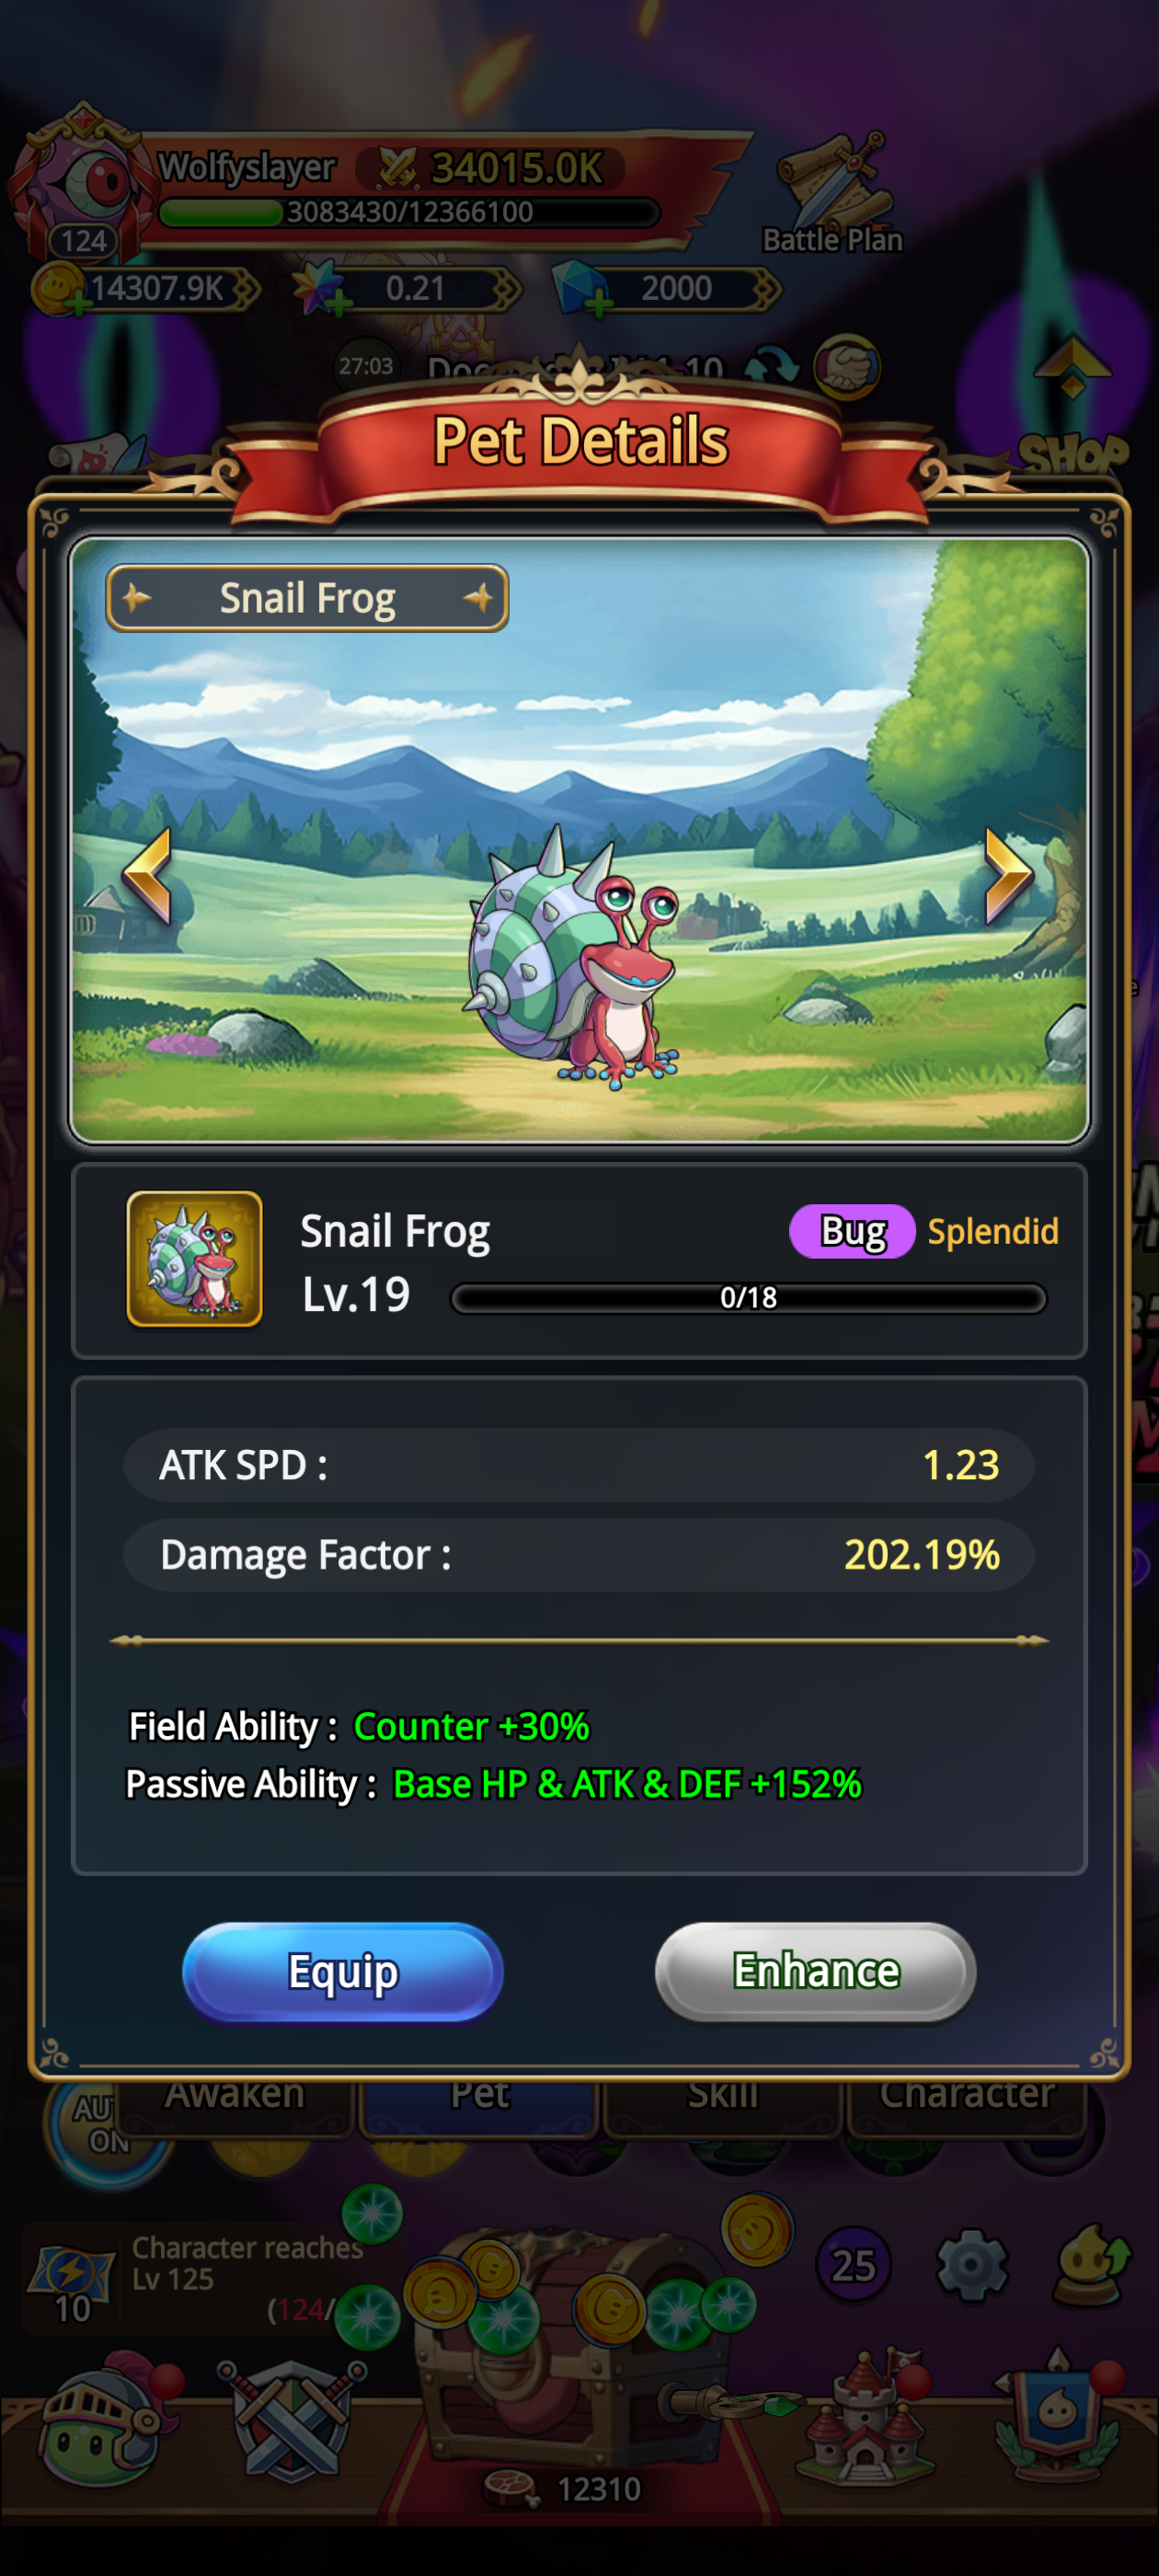 Wolfyslayer
34015.0K
3083430/12366100
124
Battle Plan
14307.9K
0.21
2000
27:03
10
SHOP
Pet Details
Snail Frog
Snail Frog
Bug
Splendid
Lv.19
0/18
ATK SPD :
1.23
Damage Factor :
202.19%
Field Ability : Counter +30%
Passive Ability : Base HP & ATK & DEF +152%
Equip
Enhance
Awaken
Pet
Skill
Character
ON
Character reaches
Lv 125
(124/
10
25
12310